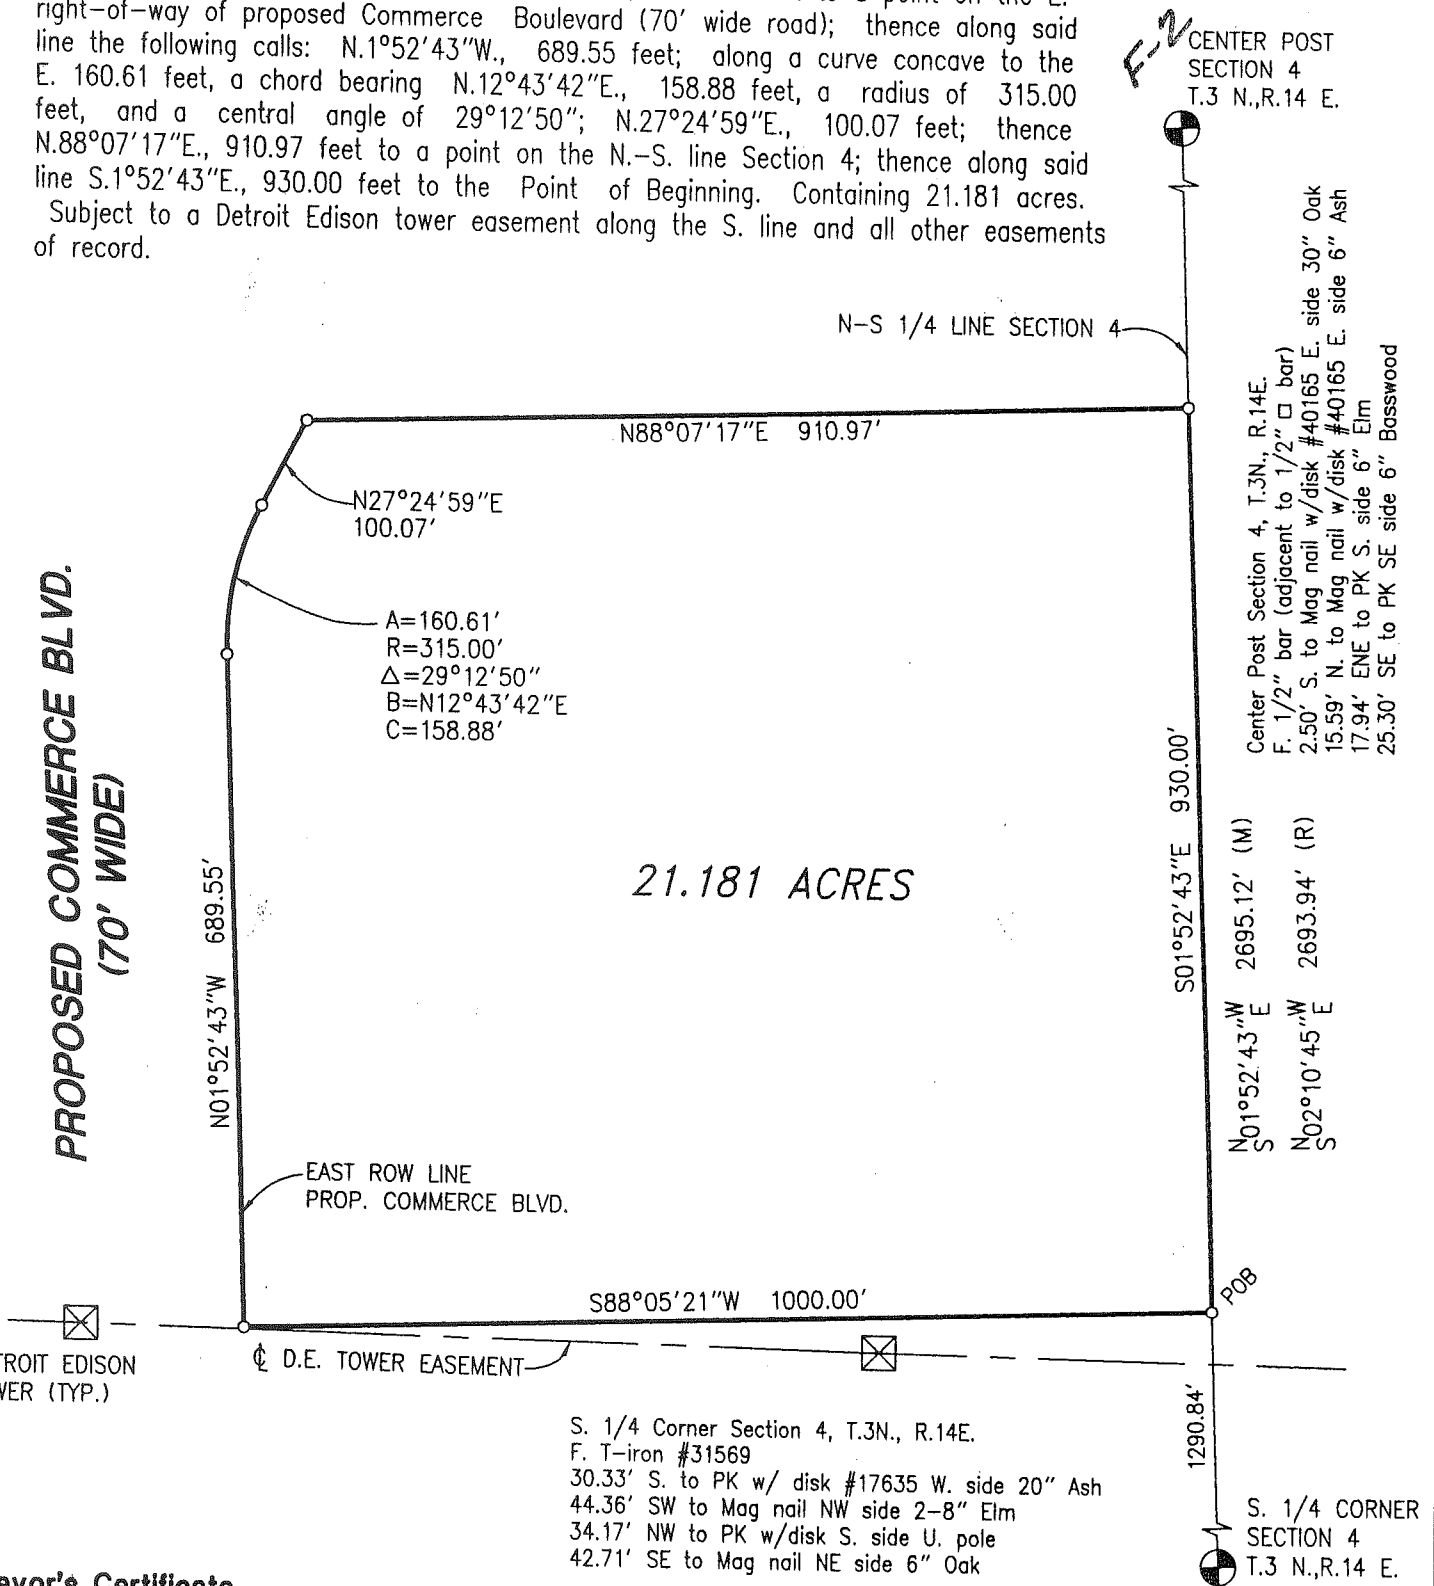 right-of-way of proposed Commerce Boulevard (70' wide road); thence along said
line the following calls: N.1°52'43"W., 689.55 feet; along a curve concave to the
E. 160.61 feet, a chord bearing N.12°43'42"E., 158.88 feet, a radius of 315.00
feet, and a central angle of 29°12'50"; N.27°24'59"E., 100.07 feet; thence
N.88°07'17"E., 910.97 feet to a point on the N.-S. line Section 4; thence along said
line S.1°52'43"E., 930.00 feet to the Point of Beginning. Containing 21.181 acres.
Subject to a Detroit Edison tower easement along the S. line and all other easements
of record.
F-2
CENTER POST
SECTION 4
T.3 N.,R.14 E.
N-S 1/4 LINE SECTION 4
N88°07'17"E 910.97'
N27°24'59"E
100.07'
A=160.61'
R=315.00'
Δ=29°12'50"
B=N12°43'42"E
C=158.88'
PROPOSED COMMERCE BLVD.
(70' WIDE)
N01°52'43"W 689.55'
21.181 ACRES
S01°52'43"E 930.00'
Center Post Section 4, T.3N., R.14E.
F. 1/2" bar (adjacent to 1/2" □ bar)
2.50' S. to Mag nail w/disk #40165 E. side 30" Oak
15.59' N. to Mag nail w/disk #40165 E. side 6" Ash
17.94' ENE to PK S. side 6" Elm
25.30' SE to PK SE side 6" Basswood
N
S01°52'43"W
E 2695.12' (M)
N
S02°10'45"W
E 2693.94' (R)
EAST ROW LINE
PROP. COMMERCE BLVD.
S88°05'21"W 1000.00'
POB
TROIT EDISON
WER (TYP.)
℄ D.E. TOWER EASEMENT
1290.84'
S. 1/4 Corner Section 4, T.3N., R.14E.
F. T-iron #31569
30.33' S. to PK w/ disk #17635 W. side 20" Ash
44.36' SW to Mag nail NW side 2-8" Elm
34.17' NW to PK w/disk S. side U. pole
42.71' SE to Mag nail NE side 6" Oak
S. 1/4 CORNER
SECTION 4
T.3 N.,R.14 E.
eyor's Certificate